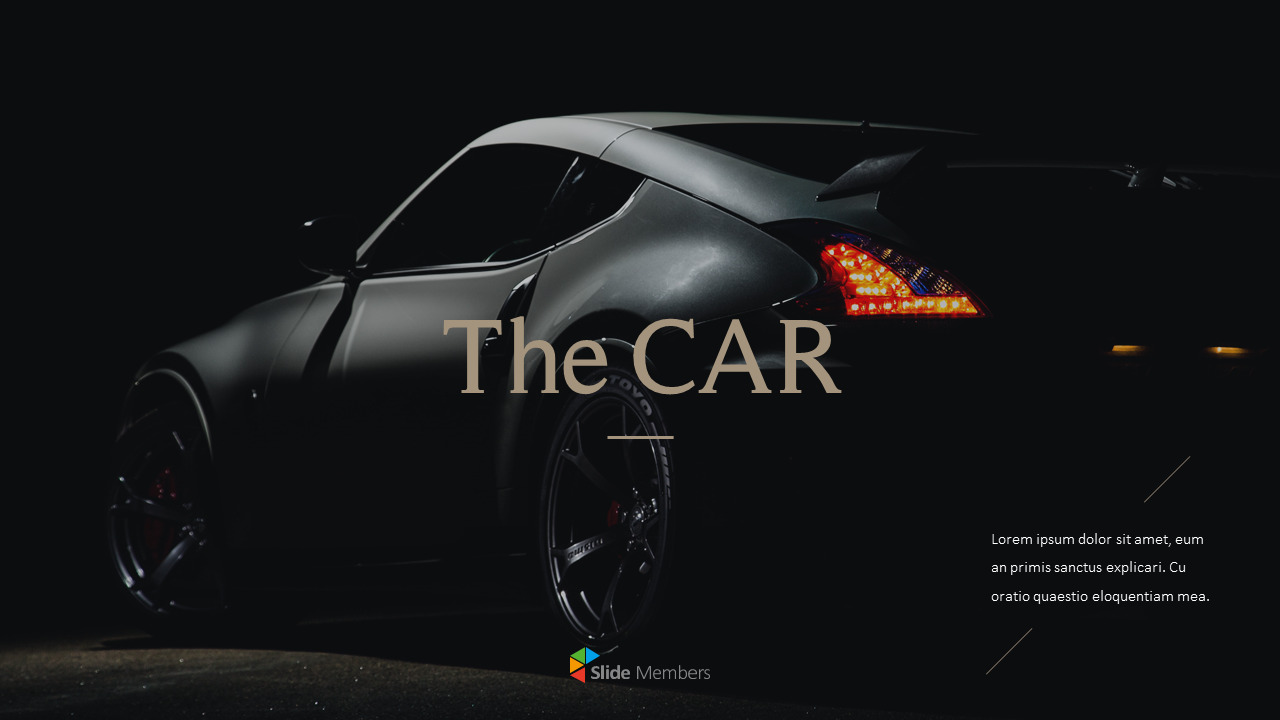 The CAR
TOYO
Lorem ipsum dolor sit amet, eum
an primis sanctus explicari. Cu
oratio quaestio eloquentiam mea.
Slide Members